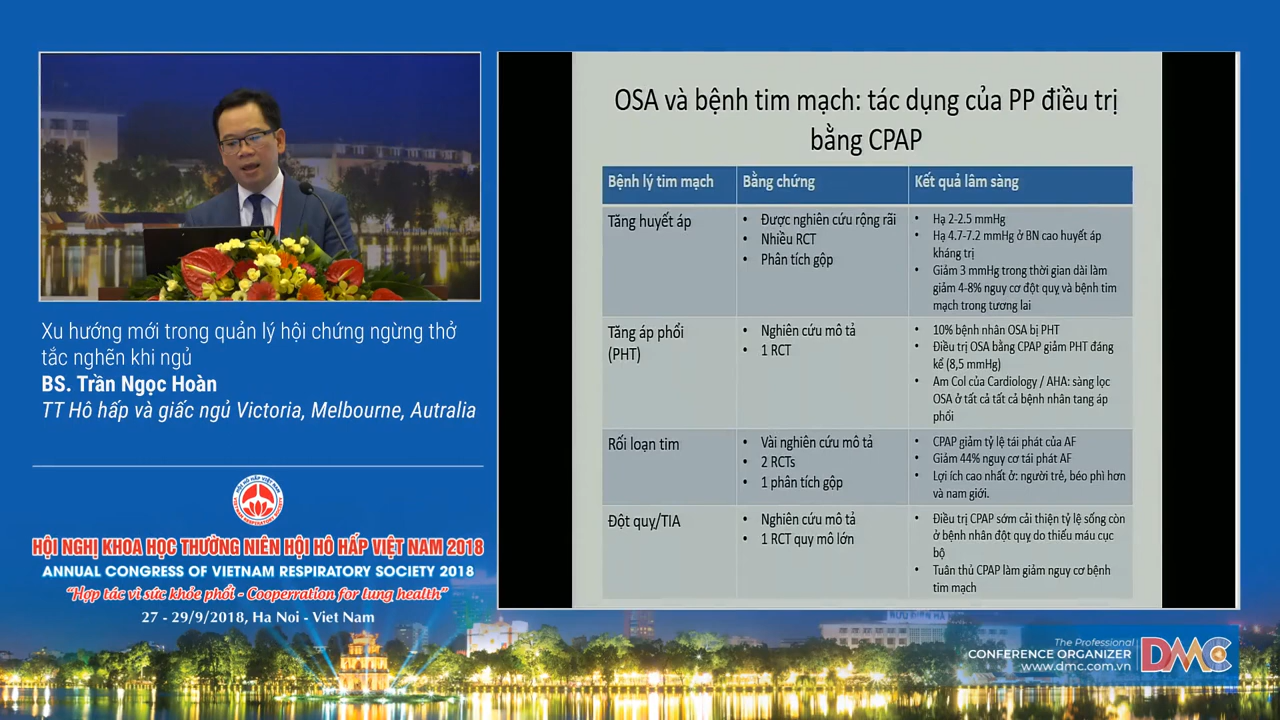 Xu hướng mới trong quản lý hội chứng ngừng thở
tắc nghẽn khi ngủ
BS. Trần Ngọc Hoàn
TT Hô hấp và giấc ngủ Victoria, Melbourne, Autralia
HỘI HÔ HẤP VIỆT NAM
HỘI NGHỊ KHOA HỌC THƯỜNG NIÊN HỘI HÔ HẤP VIỆT NAM 2018
ANNUAL CONGRESS OF VIETNAM RESPIRATORY SOCIETY 2018
“Hợp tác vì sức khỏe phổi - Cooperration for lung health”
27 - 29/9/2018, Ha Noi - Viet Nam
OSA và bệnh tim mạch: tác dụng của PP điều trị
bằng CPAP
Bệnh lý tim mạch
Bằng chứng
Kết quả lâm sàng
Tăng huyết áp
• Được nghiên cứu rộng rãi
• Nhiều RCT
• Phân tích gộp
• Hạ 2-2.5 mmHg
• Hạ 4.7-7.2 mmHg ở BN cao huyết áp
kháng trị
• Giảm 3 mmHg trong thời gian dài làm
giảm 4-8% nguy cơ đột quỵ và bệnh tim
mạch trong tương lai
Tăng áp phổi
(PHT)
• Nghiên cứu mô tả
• 1 RCT
• 10% bệnh nhân OSA bị PHT
• Điều trị OSA bằng CPAP giảm PHT đáng
kể (8,5 mmHg)
• Am Col của Cardiology / AHA: sàng lọc
OSA ở tất cả tất cả bệnh nhân tang áp
phổi
Rối loạn tim
• Vài nghiên cứu mô tả
• 2 RCTs
• 1 phân tích gộp
• CPAP giảm tỷ lệ tái phát của AF
• Giảm 44% nguy cơ tái phát AF
• Lợi ích cao nhất ở: người trẻ, béo phì hơn
và nam giới.
Đột quỵ/TIA
• Nghiên cứu mô tả
• 1 RCT quy mô lớn
• Điều trị CPAP sớm cải thiện tỷ lệ sống còn
ở bệnh nhân đột quỵ do thiếu máu cục
bộ
• Tuân thủ CPAP làm giảm nguy cơ bệnh
tim mạch
The Professional
CONFERENCE ORGANIZER
www.dmc.com.vn
DMC